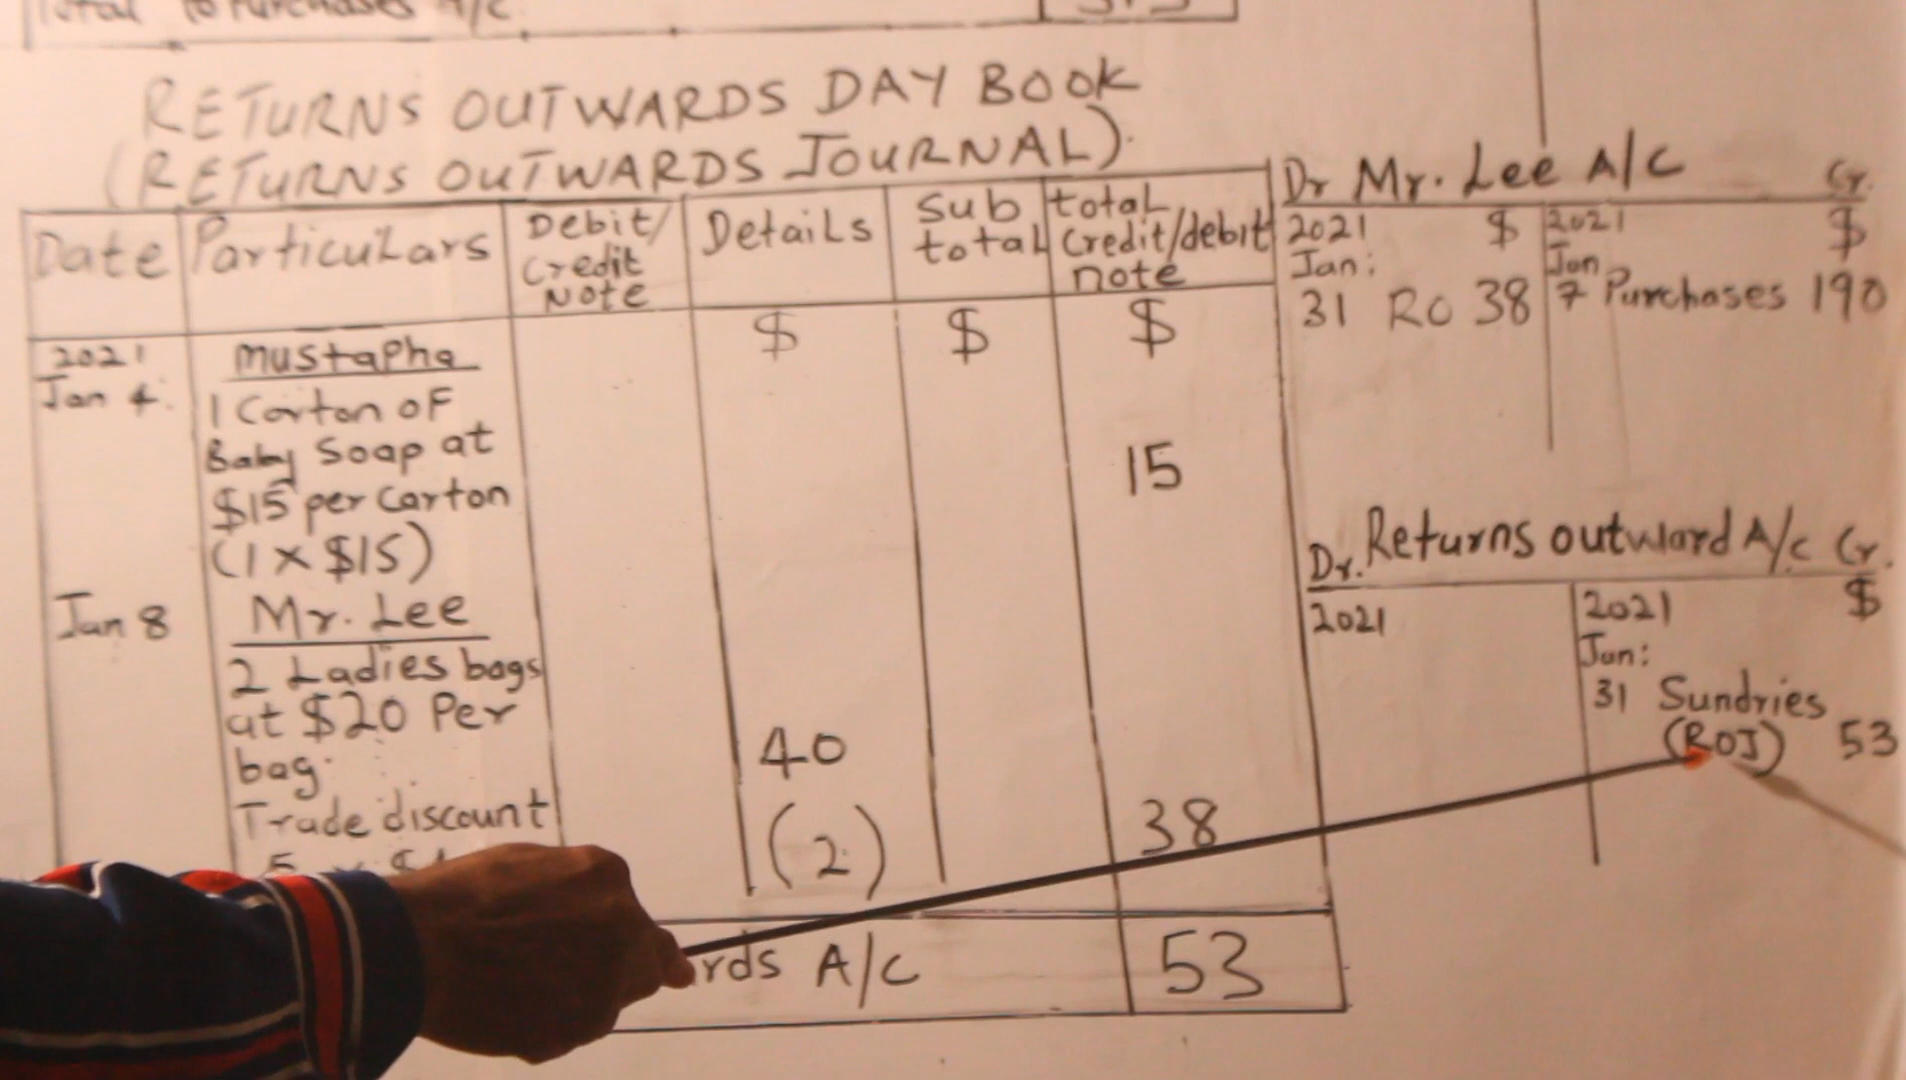 Total to Purchases A/C
RETURNS OUTWARDS DAY BOOK
(RETURNS OUTWARDS JOURNAL).
Date
Particulars
Debit/
Credit
Note
Details
Sub
total
total
Credit/debit
note
$
$
$
2021
Jan 4.
Mustapha
1 Carton of
Baby Soap at
$15 per Carton
(1 x $15)
15
Jan 8
Mr. Lee
2 Ladies bags
at $20 Per
bag.
40
Trade discount
(2)
38
rds A/C
53
Dr Mr. Lee A/C Cr.
2021 $
Jan:
31 RO 38
2021 $
Jan
7 Purchases 190
Dr. Returns outward A/c Cr.
2021
2021 $
Jan:
31 Sundries
(ROJ) 53